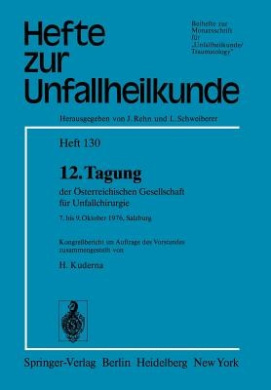 Hefte
zur
Unfallheilkunde
Beihefte zur
Monatsschrift
für
„Unfallheilkunde/
Traumatology“
Herausgegeben von J. Rehn und L. Schweiberer
Heft 130
12. Tagung
der Österreichischen Gesellschaft
für Unfallchirurgie
7. bis 9. Oktober 1976, Salzburg
Kongreßbericht im Auftrage des Vorstandes
zusammengestellt von
H. Kuderna
Springer-Verlag Berlin Heidelberg New York